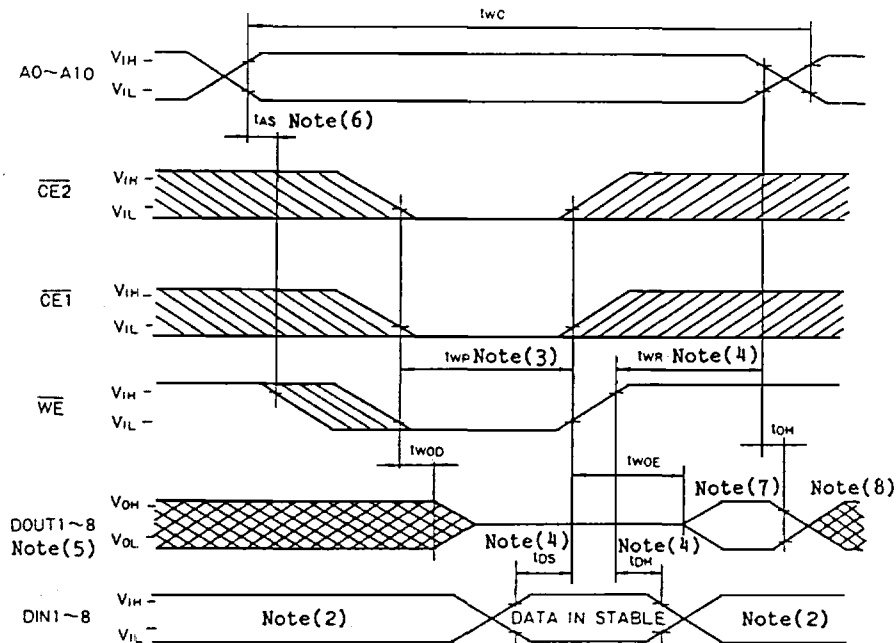 twc
A0~A10 VIH VIL
tAS Note(6)
CE2 VIH VIL
CE1 VIH VIL
tWP Note(3) tWR Note(4)
WE VIH VIL
tWOD tWOE tOH
DOUT1~8 VOH VOL Note(7) Note(8)
Note(5) Note(4) Note(4)
tDS tDH
DIN1~8 VIH VIL Note(2) DATA IN STABLE Note(2)